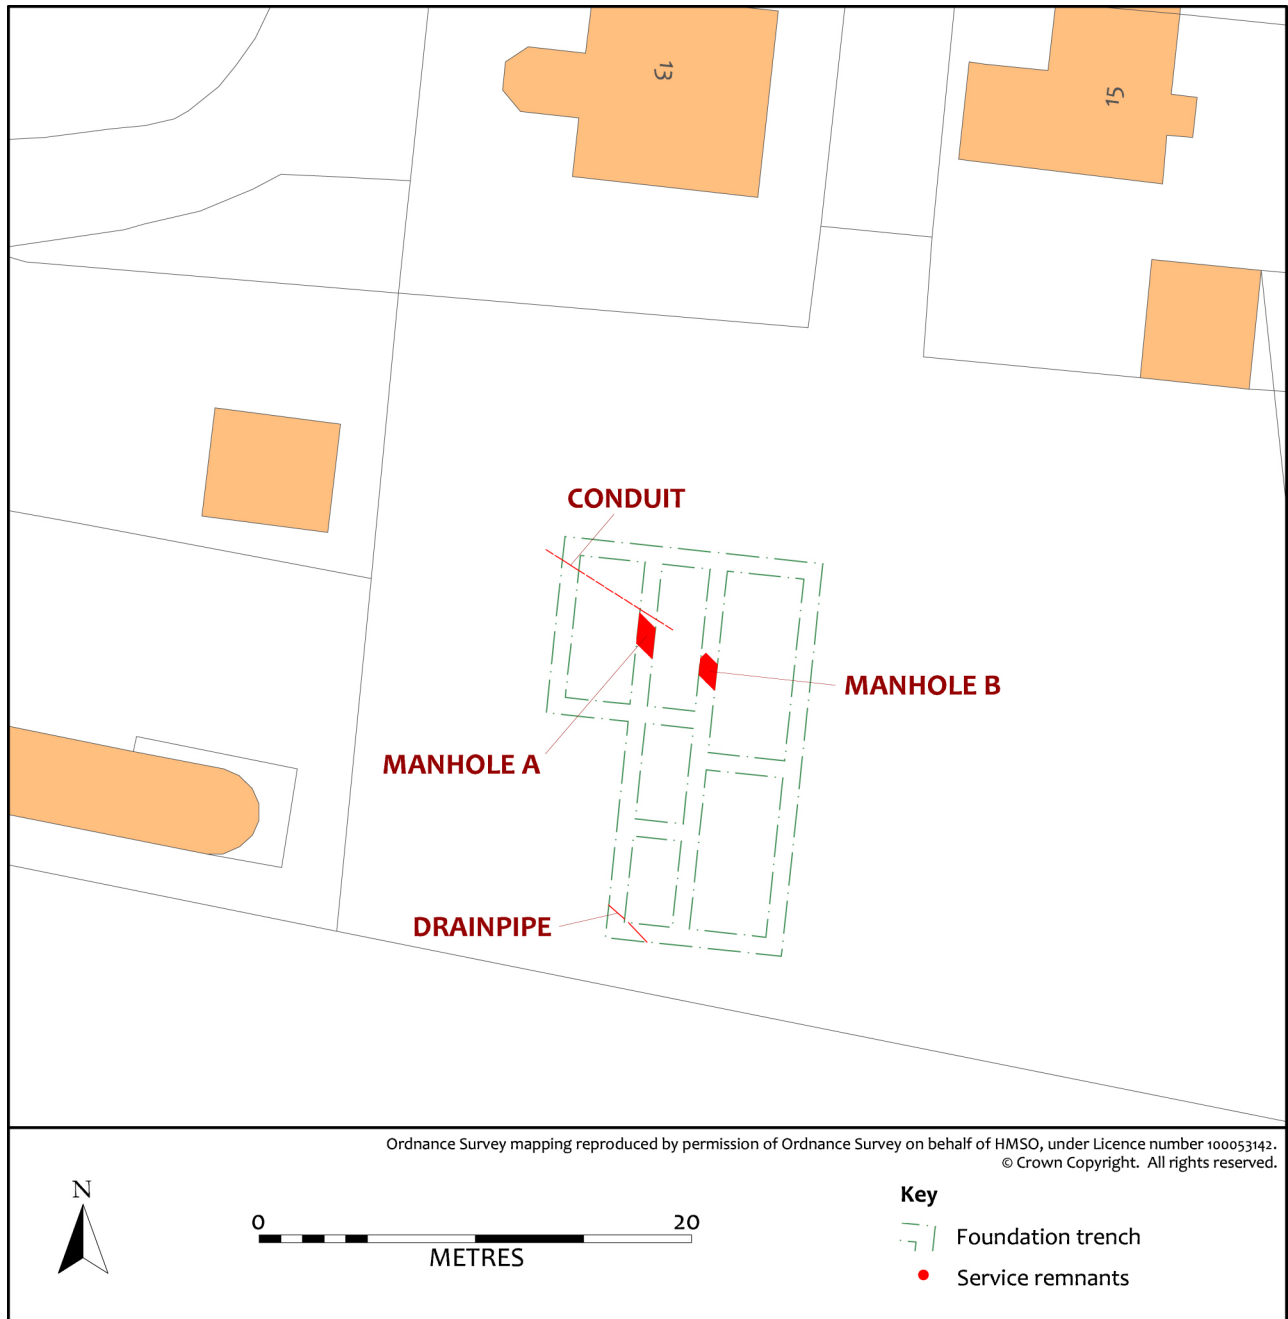 13
15
CONDUIT
MANHOLE B
MANHOLE A
DRAINPIPE
Ordnance Survey mapping reproduced by permission of Ordnance Survey on behalf of HMSO, under Licence number 100053142.
© Crown Copyright. All rights reserved.
N
0 20
METRES
Key
Foundation trench
Service remnants